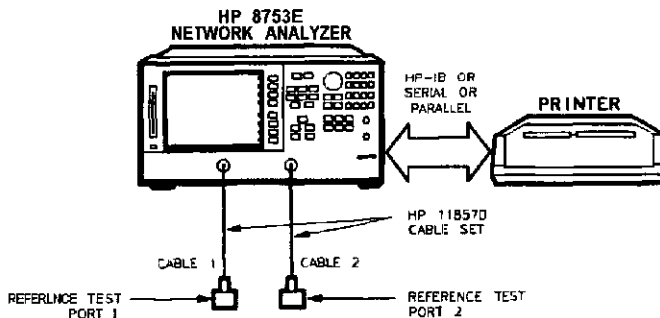 HP 8753E
NETWORK ANALYZER
HP-IB OR
SERIAL OR
PARALLEL
PRINTER
HP 11857D
CABLE SET
CABLE 1
CABLE 2
REFERENCE TEST
PORT 1
REFERENCE TEST
PORT 2